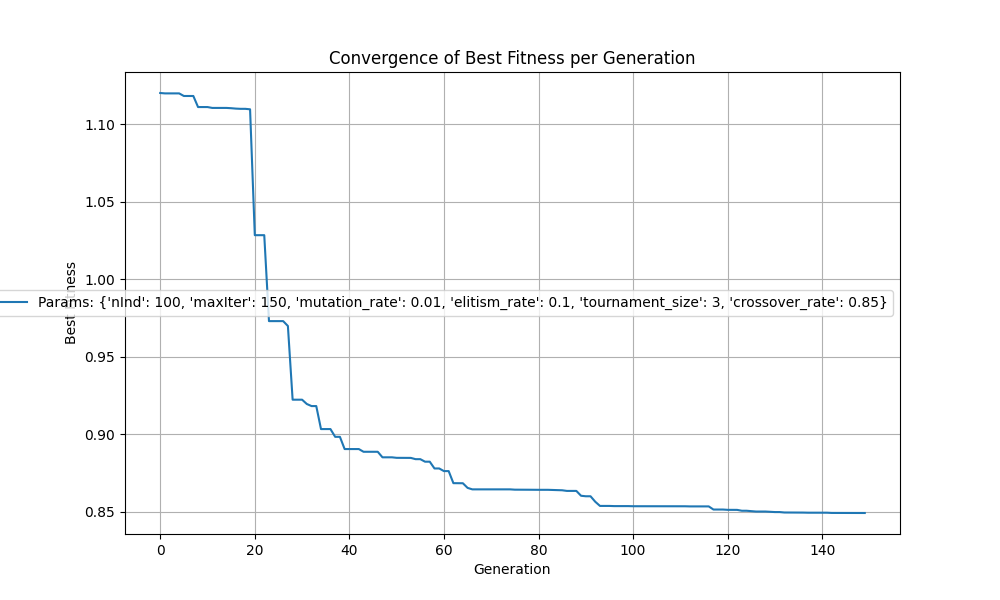 Convergence of Best Fitness per Generation
1.10
1.05
1.00
Params: {'nInd': 100, 'maxIter': 150, 'mutation_rate': 0.01, 'elitism_rate': 0.1, 'tournament_size': 3, 'crossover_rate': 0.85}
Best Fitness
0.95
0.90
0.85
0 20 40 60 80 100 120 140
Generation